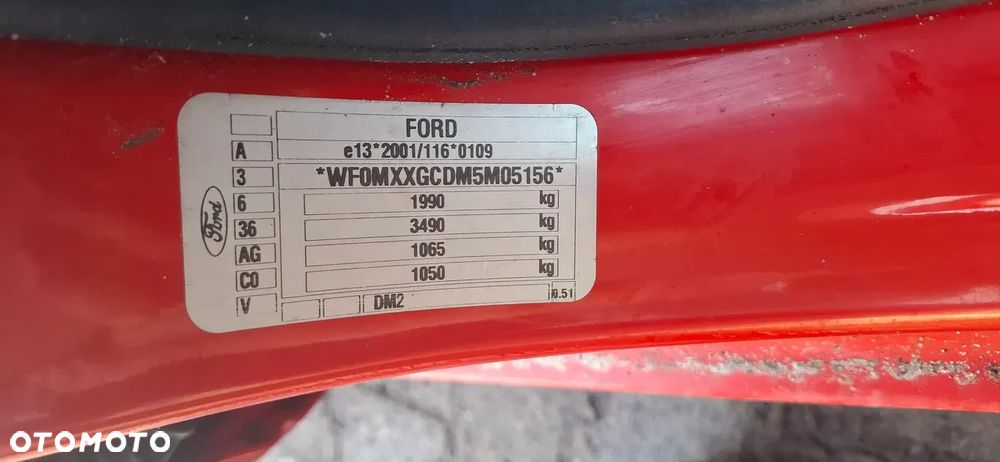 FORD
A e13*2001/116*0109
3 *WF0MXXGCDM5M05156*
6 1990 kg
36 3490 kg
AG 1065 kg
C0 1050 kg
V DM2 0.51
Ford
OTOMOTO